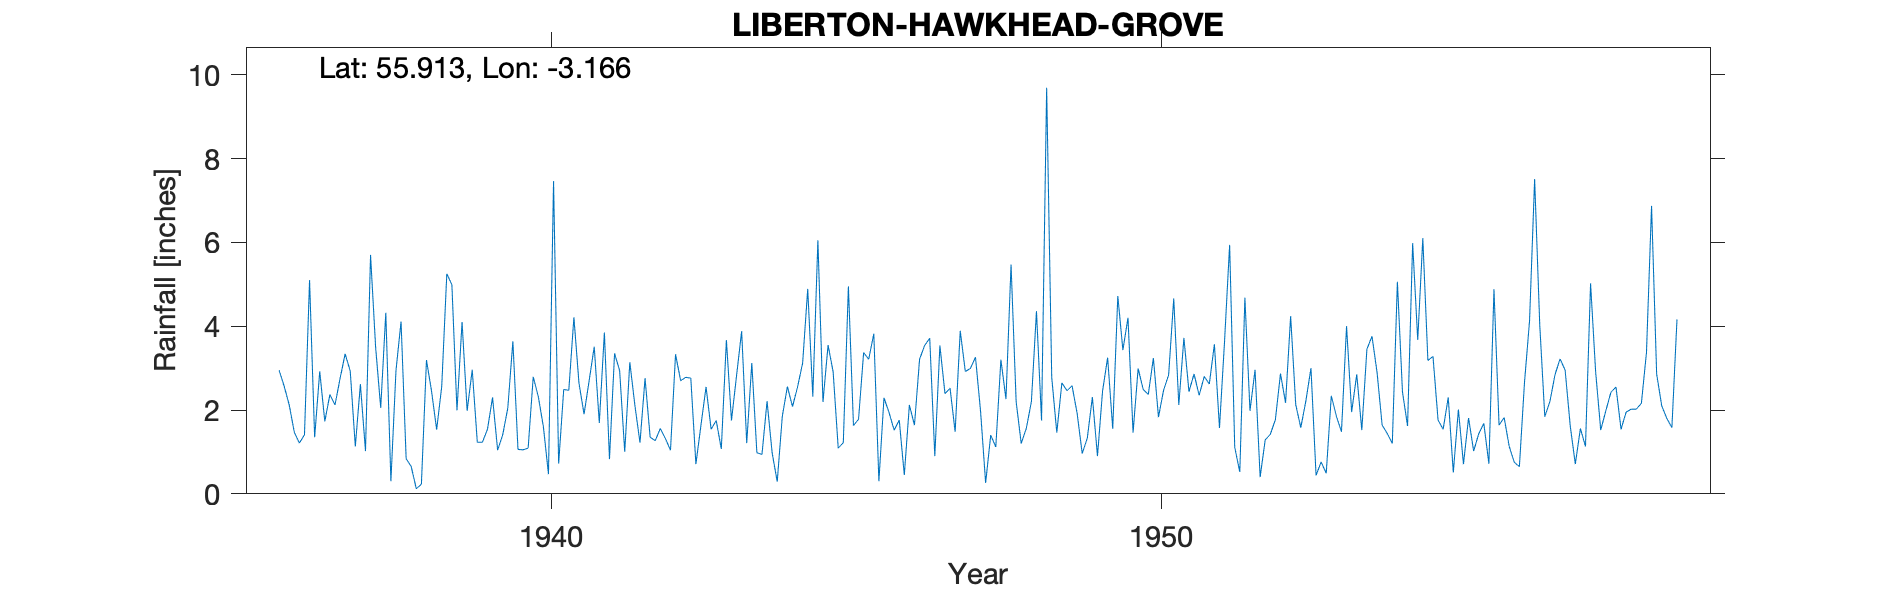 LIBERTON-HAWKHEAD-GROVE
Lat: 55.913, Lon: -3.166
10
8
6
4
2
0
Rainfall [inches]
1940
1950
Year